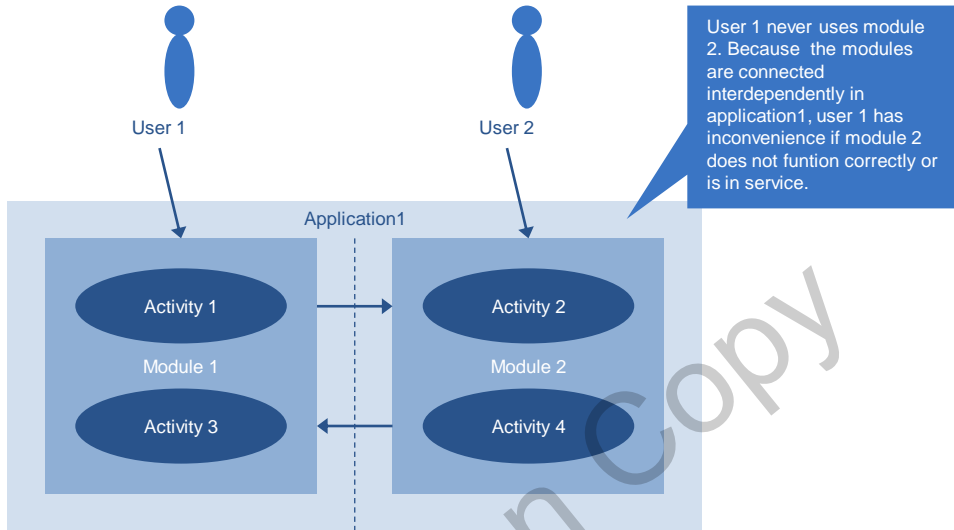 User 1 never uses module
2. Because the modules
are connected
interdependently in
application1, user 1 has
inconvenience if module 2
does not funtion correctly or
is in service.
User 1
User 2
Application1
Activity 1
Activity 2
Module 1
Module 2
Activity 3
Activity 4
Copy